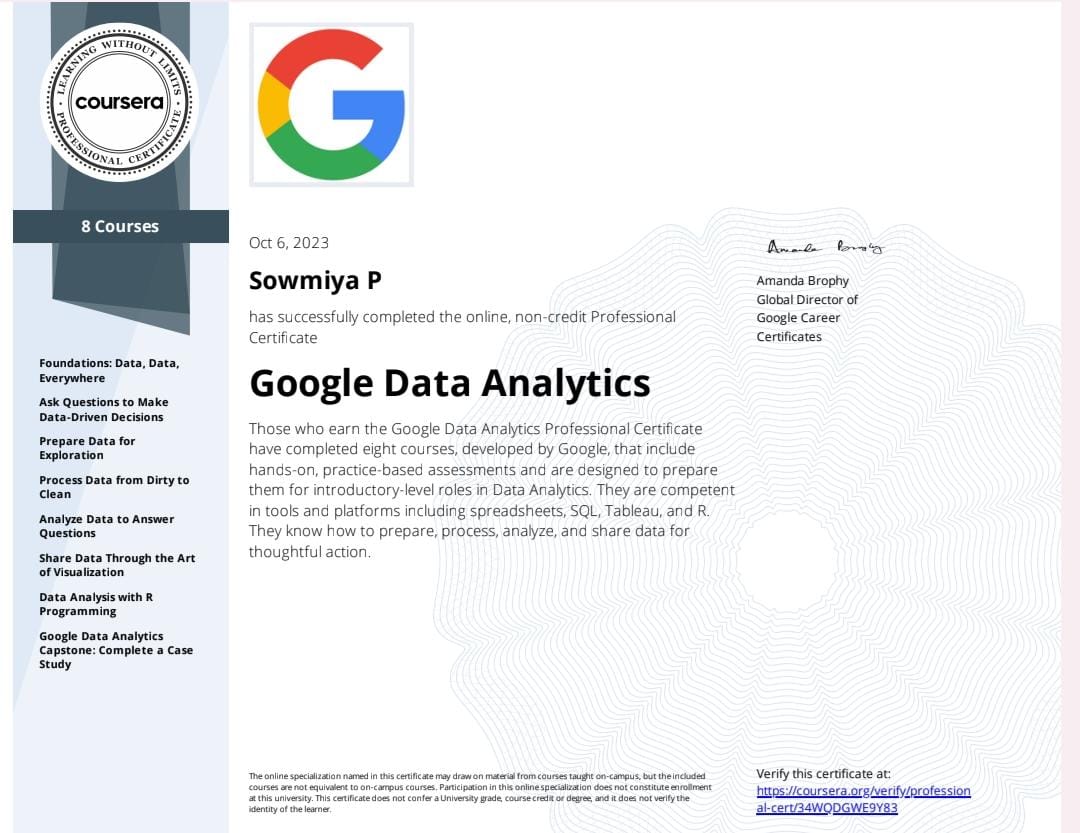 LEARNING WITHOUT LIMITS
coursera
PROFESSIONAL CERTIFICATE
8 Courses
Foundations: Data, Data,
Everywhere
Ask Questions to Make
Data-Driven Decisions
Prepare Data for
Exploration
Process Data from Dirty to
Clean
Analyze Data to Answer
Questions
Share Data Through the Art
of Visualization
Data Analysis with R
Programming
Google Data Analytics
Capstone: Complete a Case
Study
Oct 6, 2023
Sowmiya P
has successfully completed the online, non-credit Professional
Certificate
Google Data Analytics
Those who earn the Google Data Analytics Professional Certificate
have completed eight courses, developed by Google, that include
hands-on, practice-based assessments and are designed to prepare
them for introductory-level roles in Data Analytics. They are competent
in tools and platforms including spreadsheets, SQL, Tableau, and R.
They know how to prepare, process, analyze, and share data for
thoughtful action.
Amanda Brophy
Amanda Brophy
Global Director of
Google Career
Certificates
The online specialization named in this certificate may draw on material from courses taught on-campus, but the included
courses are not equivalent to on-campus courses. Participation in this online specialization does not constitute enrollment
at this university. This certificate does not confer a University grade, course credit or degree, and it does not verify the
identity of the learner.
Verify this certificate at:
https://coursera.org/verify/profession
al-cert/34WQDGWE9Y83